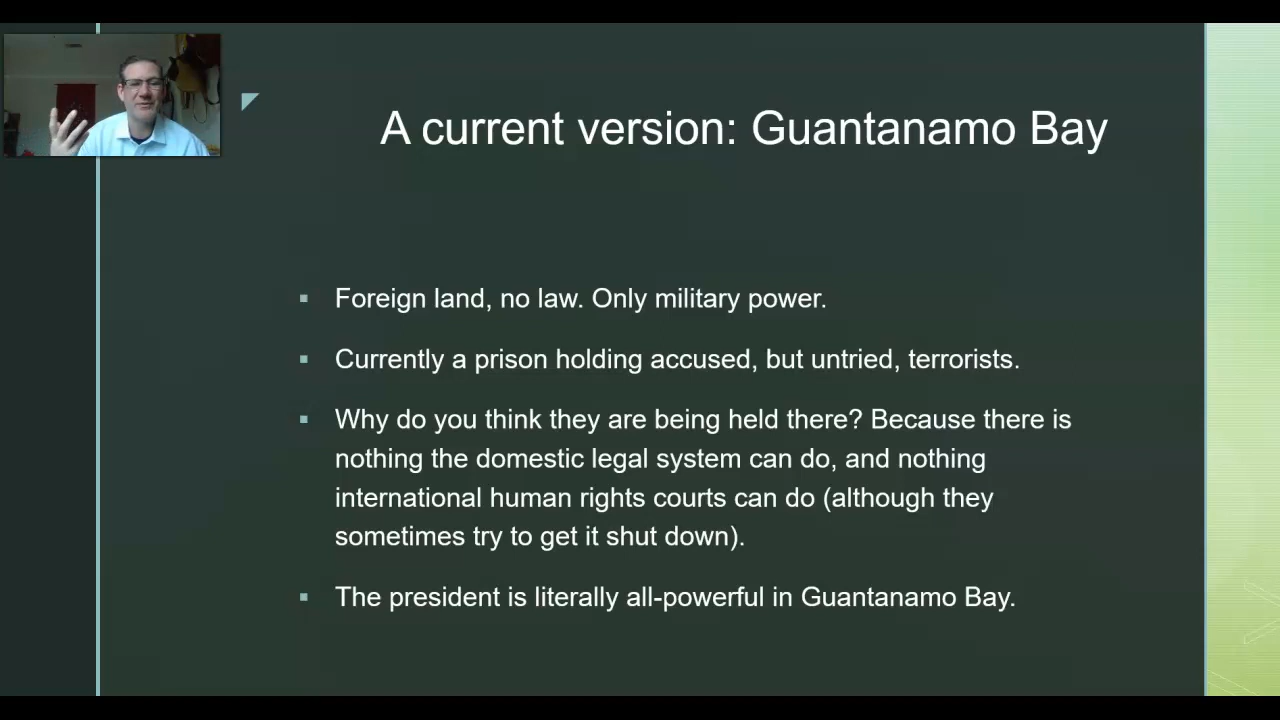 A current version: Guantanamo Bay
▪ Foreign land, no law. Only military power.
▪ Currently a prison holding accused, but untried, terrorists.
▪ Why do you think they are being held there? Because there is
nothing the domestic legal system can do, and nothing
international human rights courts can do (although they
sometimes try to get it shut down).
▪ The president is literally all-powerful in Guantanamo Bay.